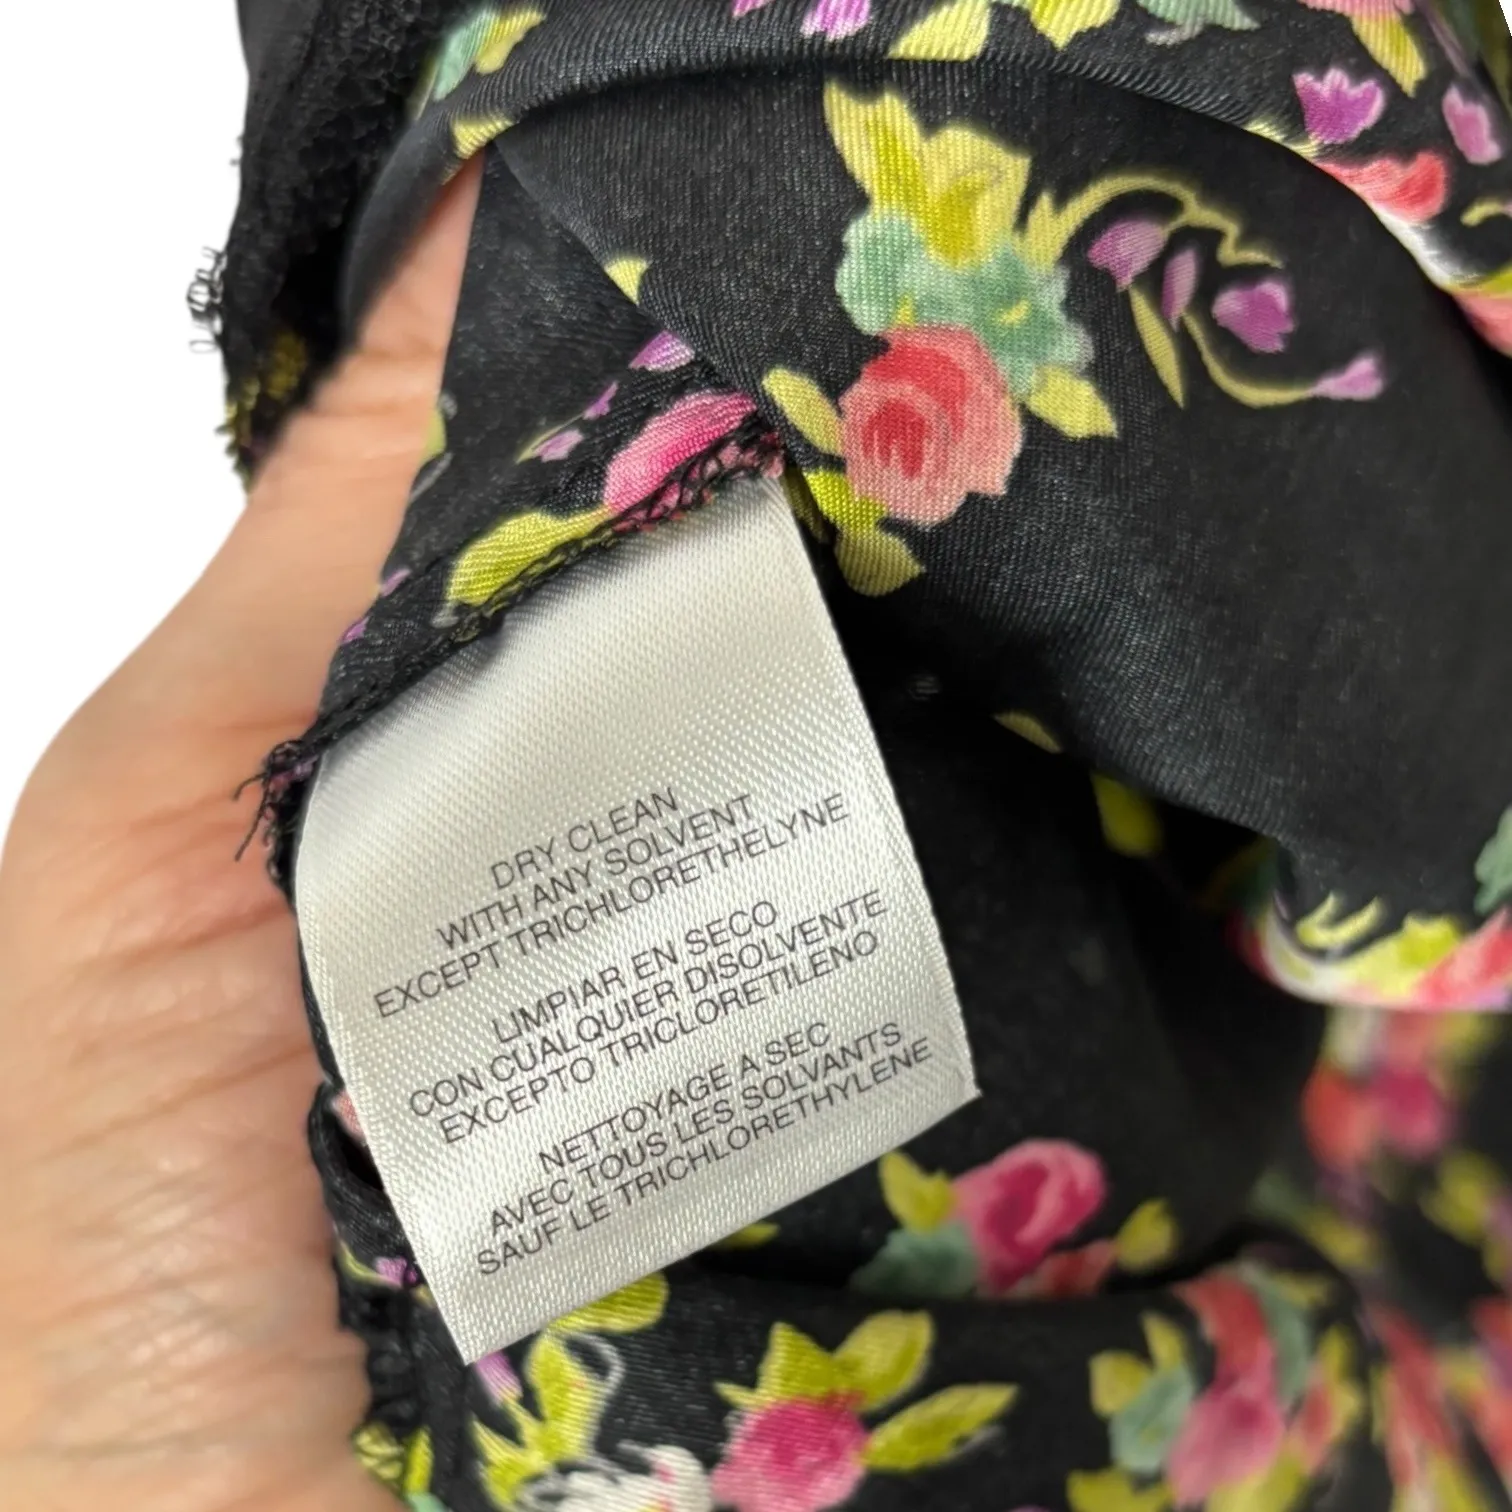 DRY CLEAN
WITH ANY SOLVENT
EXCEPT TRICHLORETHELYNE
LIMPIAR EN SECO
CON CUALQUIER DISOLVENTE
EXCEPTO TRICLORETILENO
NETTOYAGE A SEC
AVEC TOUS LES SOLVANTS
SAUF LE TRICHLORETHYLENE